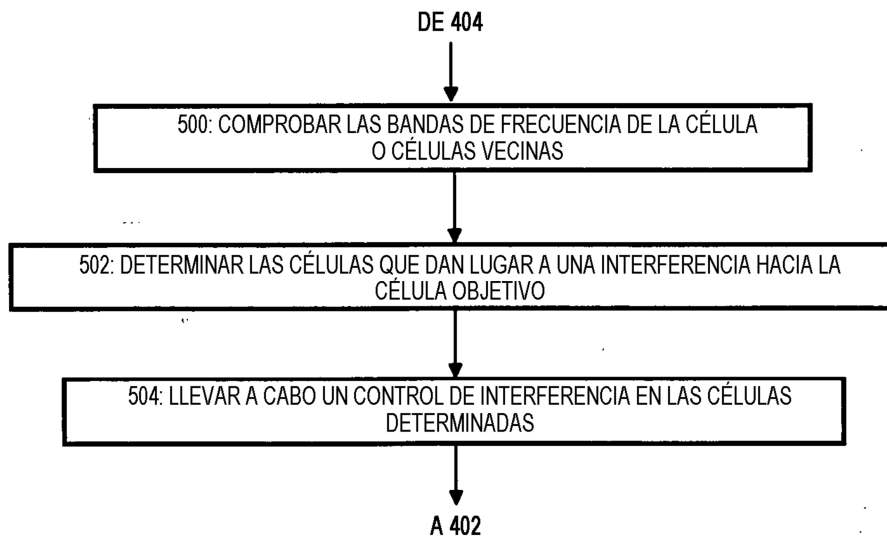 DE 404
500: COMPROBAR LAS BANDAS DE FRECUENCIA DE LA CÉLULA
O CÉLULAS VECINAS
502: DETERMINAR LAS CÉLULAS QUE DAN LUGAR A UNA INTERFERENCIA HACIA LA
CÉLULA OBJETIVO
504: LLEVAR A CABO UN CONTROL DE INTERFERENCIA EN LAS CÉLULAS
DETERMINADAS
A 402